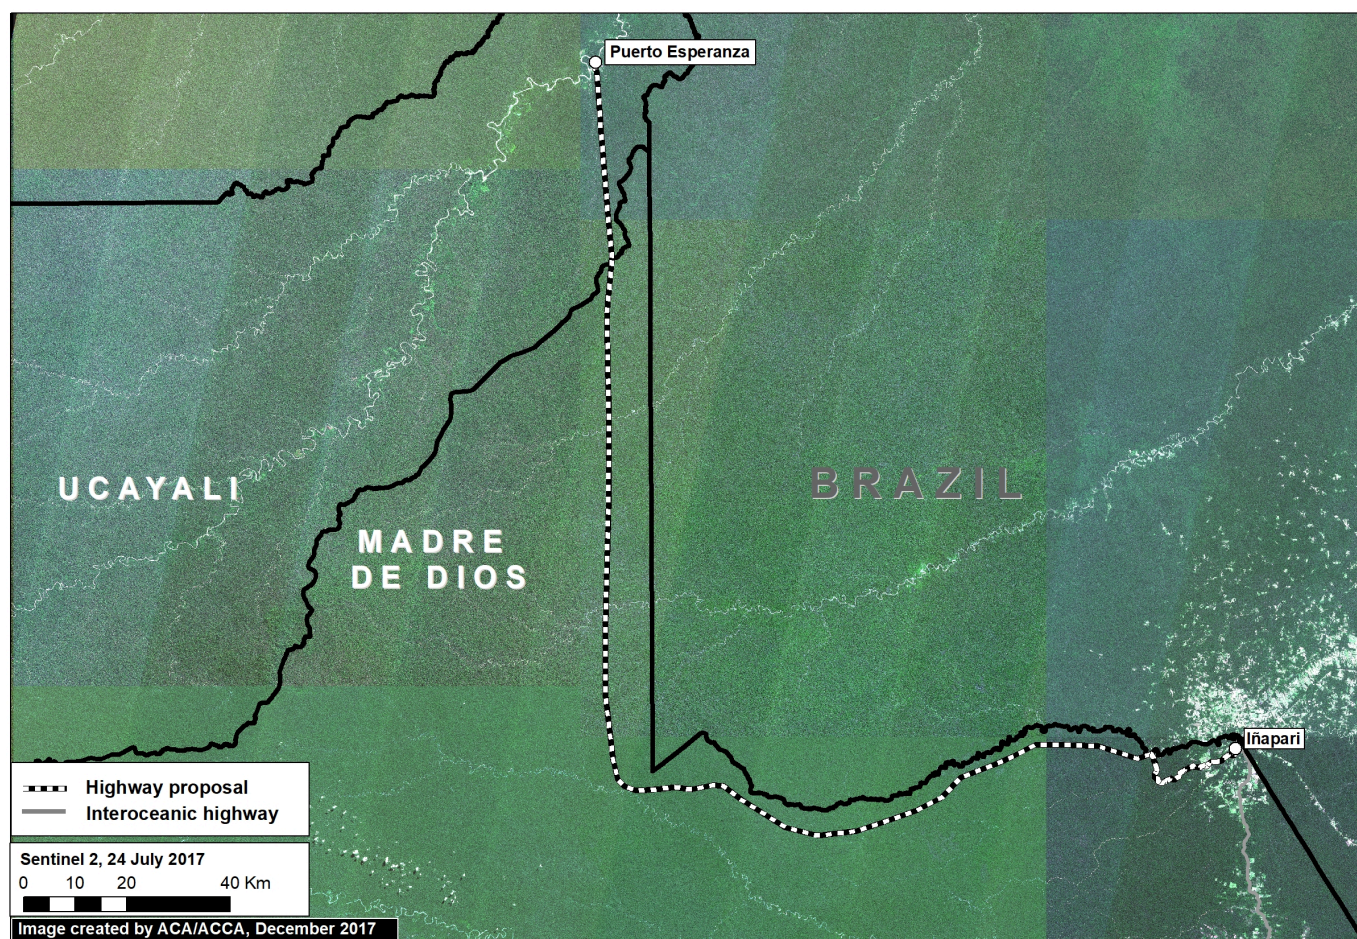 Puerto Esperanza
UCAYALI
BRAZIL
MADRE
DE DIOS
Iñapari
Highway proposal
Interoceanic highway
Sentinel 2, 24 July 2017
0 10 20 40 Km
Image created by ACA/ACCA, December 2017